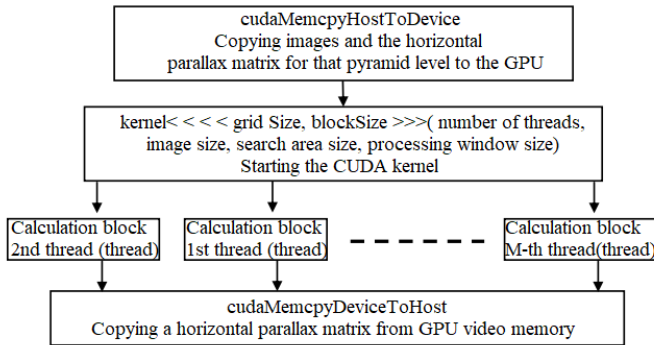 cudaMemcpyHostToDevice
Copying images and the horizontal
parallax matrix for that pyramid level to the GPU
kernel< < < < grid Size, blockSize >>>( number of threads,
image size, search area size, processing window size)
Starting the CUDA kernel
Calculation block
2nd thread (thread)
Calculation block
1st thread (thread)
Calculation block
M-th thread(thread)
cudaMemcpyDeviceToHost
Copying a horizontal parallax matrix from GPU video memory